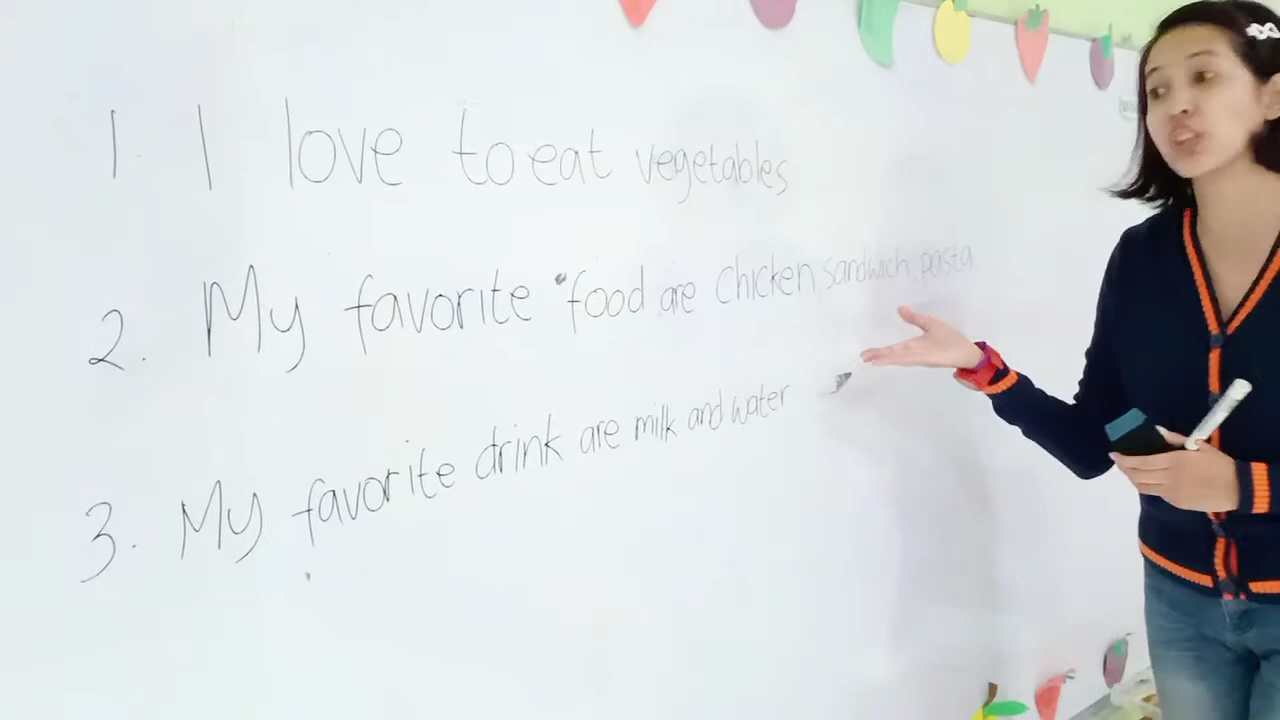 1. I love to eat vegetables
2. My favorite food are chicken sandwich, pasta
3. My favorite drink are milk and water